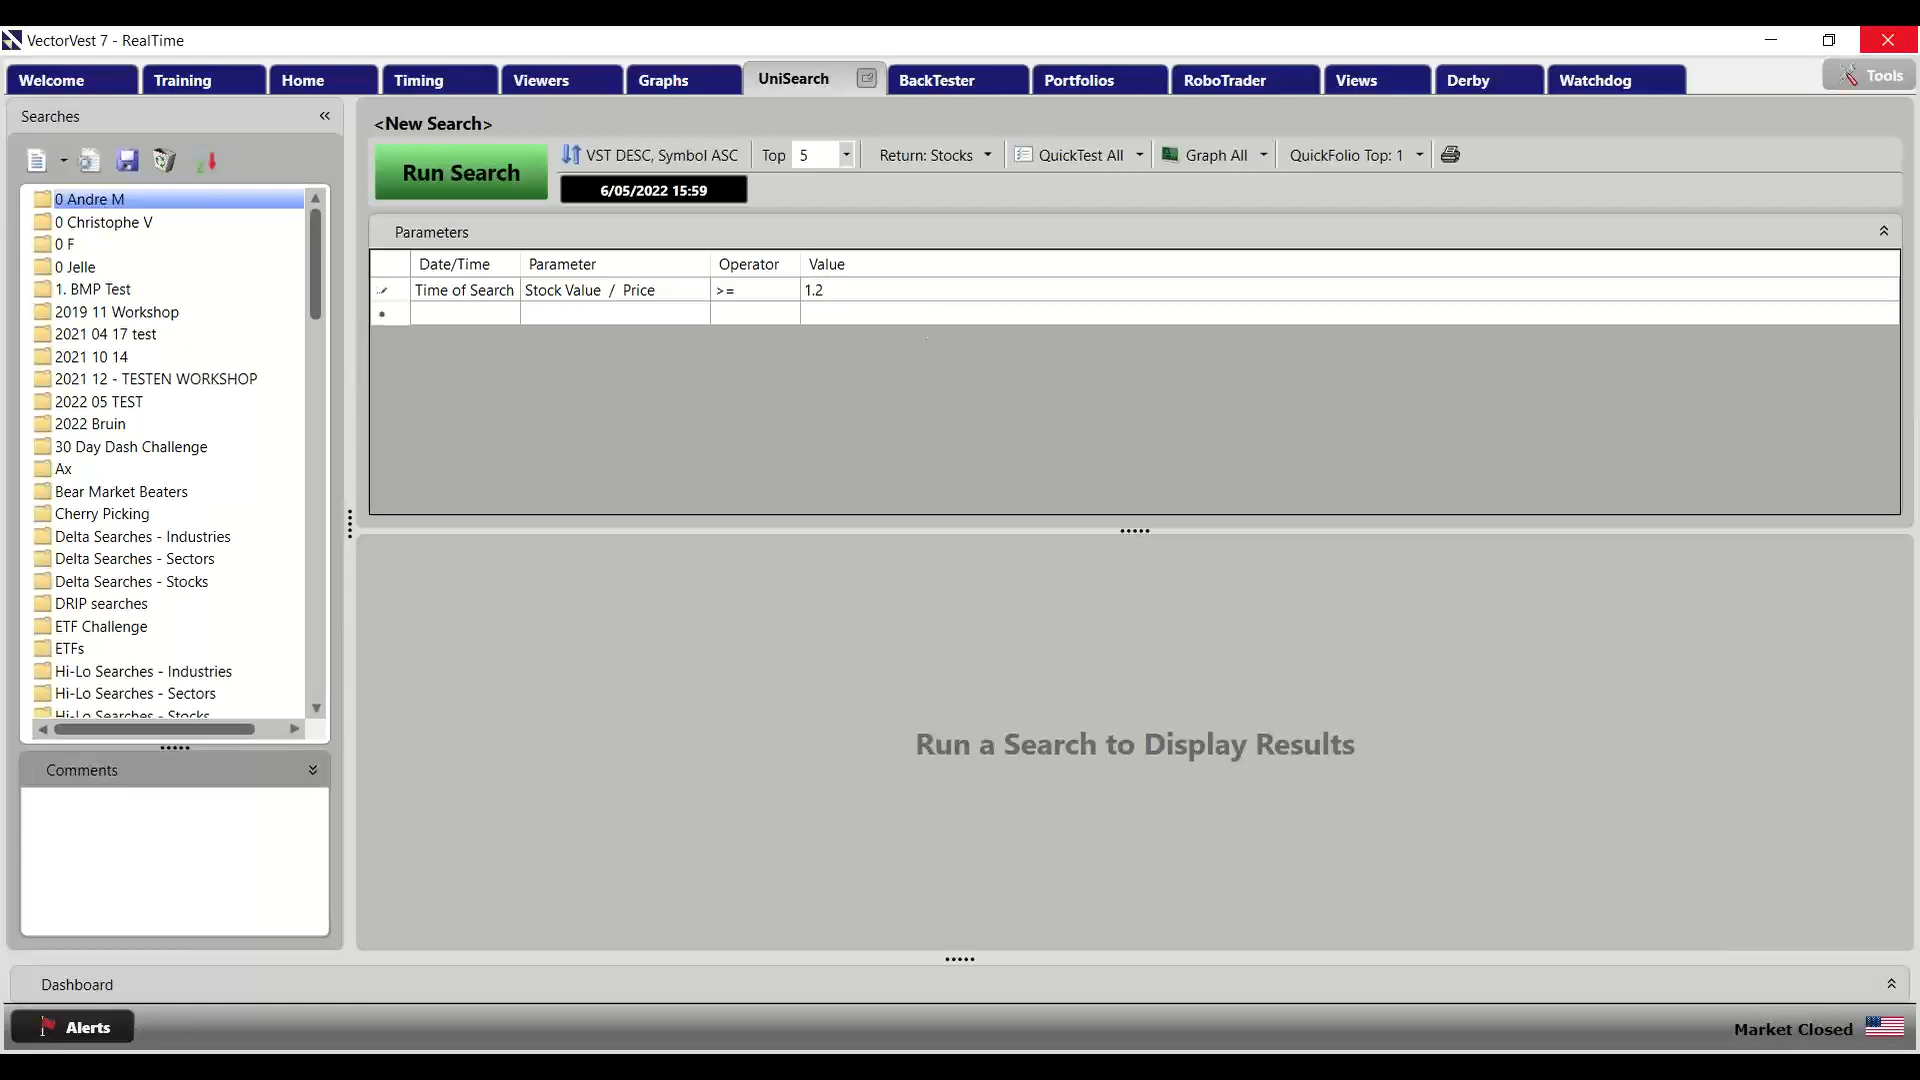 VectorVest 7 - RealTime
Welcome Training Home Timing Viewers Graphs UniSearch BackTester Portfolios RoboTrader Views Derby Watchdog Tools
Searches
0 Andre M
0 Christophe V
0 F
0 Jelle
1. BMP Test
2019 11 Workshop
2021 04 17 test
2021 10 14
2021 12 - TESTEN WORKSHOP
2022 05 TEST
2022 Bruin
30 Day Dash Challenge
Ax
Bear Market Beaters
Cherry Picking
Delta Searches - Industries
Delta Searches - Sectors
Delta Searches - Stocks
DRIP searches
ETF Challenge
ETFs
Hi-Lo Searches - Industries
Hi-Lo Searches - Sectors
Hi-Lo Searches - Stocks
Comments
<New Search>
Run Search
VST DESC, Symbol ASC Top 5 Return: Stocks QuickTest All Graph All QuickFolio Top: 1
6/05/2022 15:59
Parameters
Date/Time Parameter Operator Value
Time of Search Stock Value / Price >= 1.2
Run a Search to Display Results
Dashboard
Alerts
Market Closed